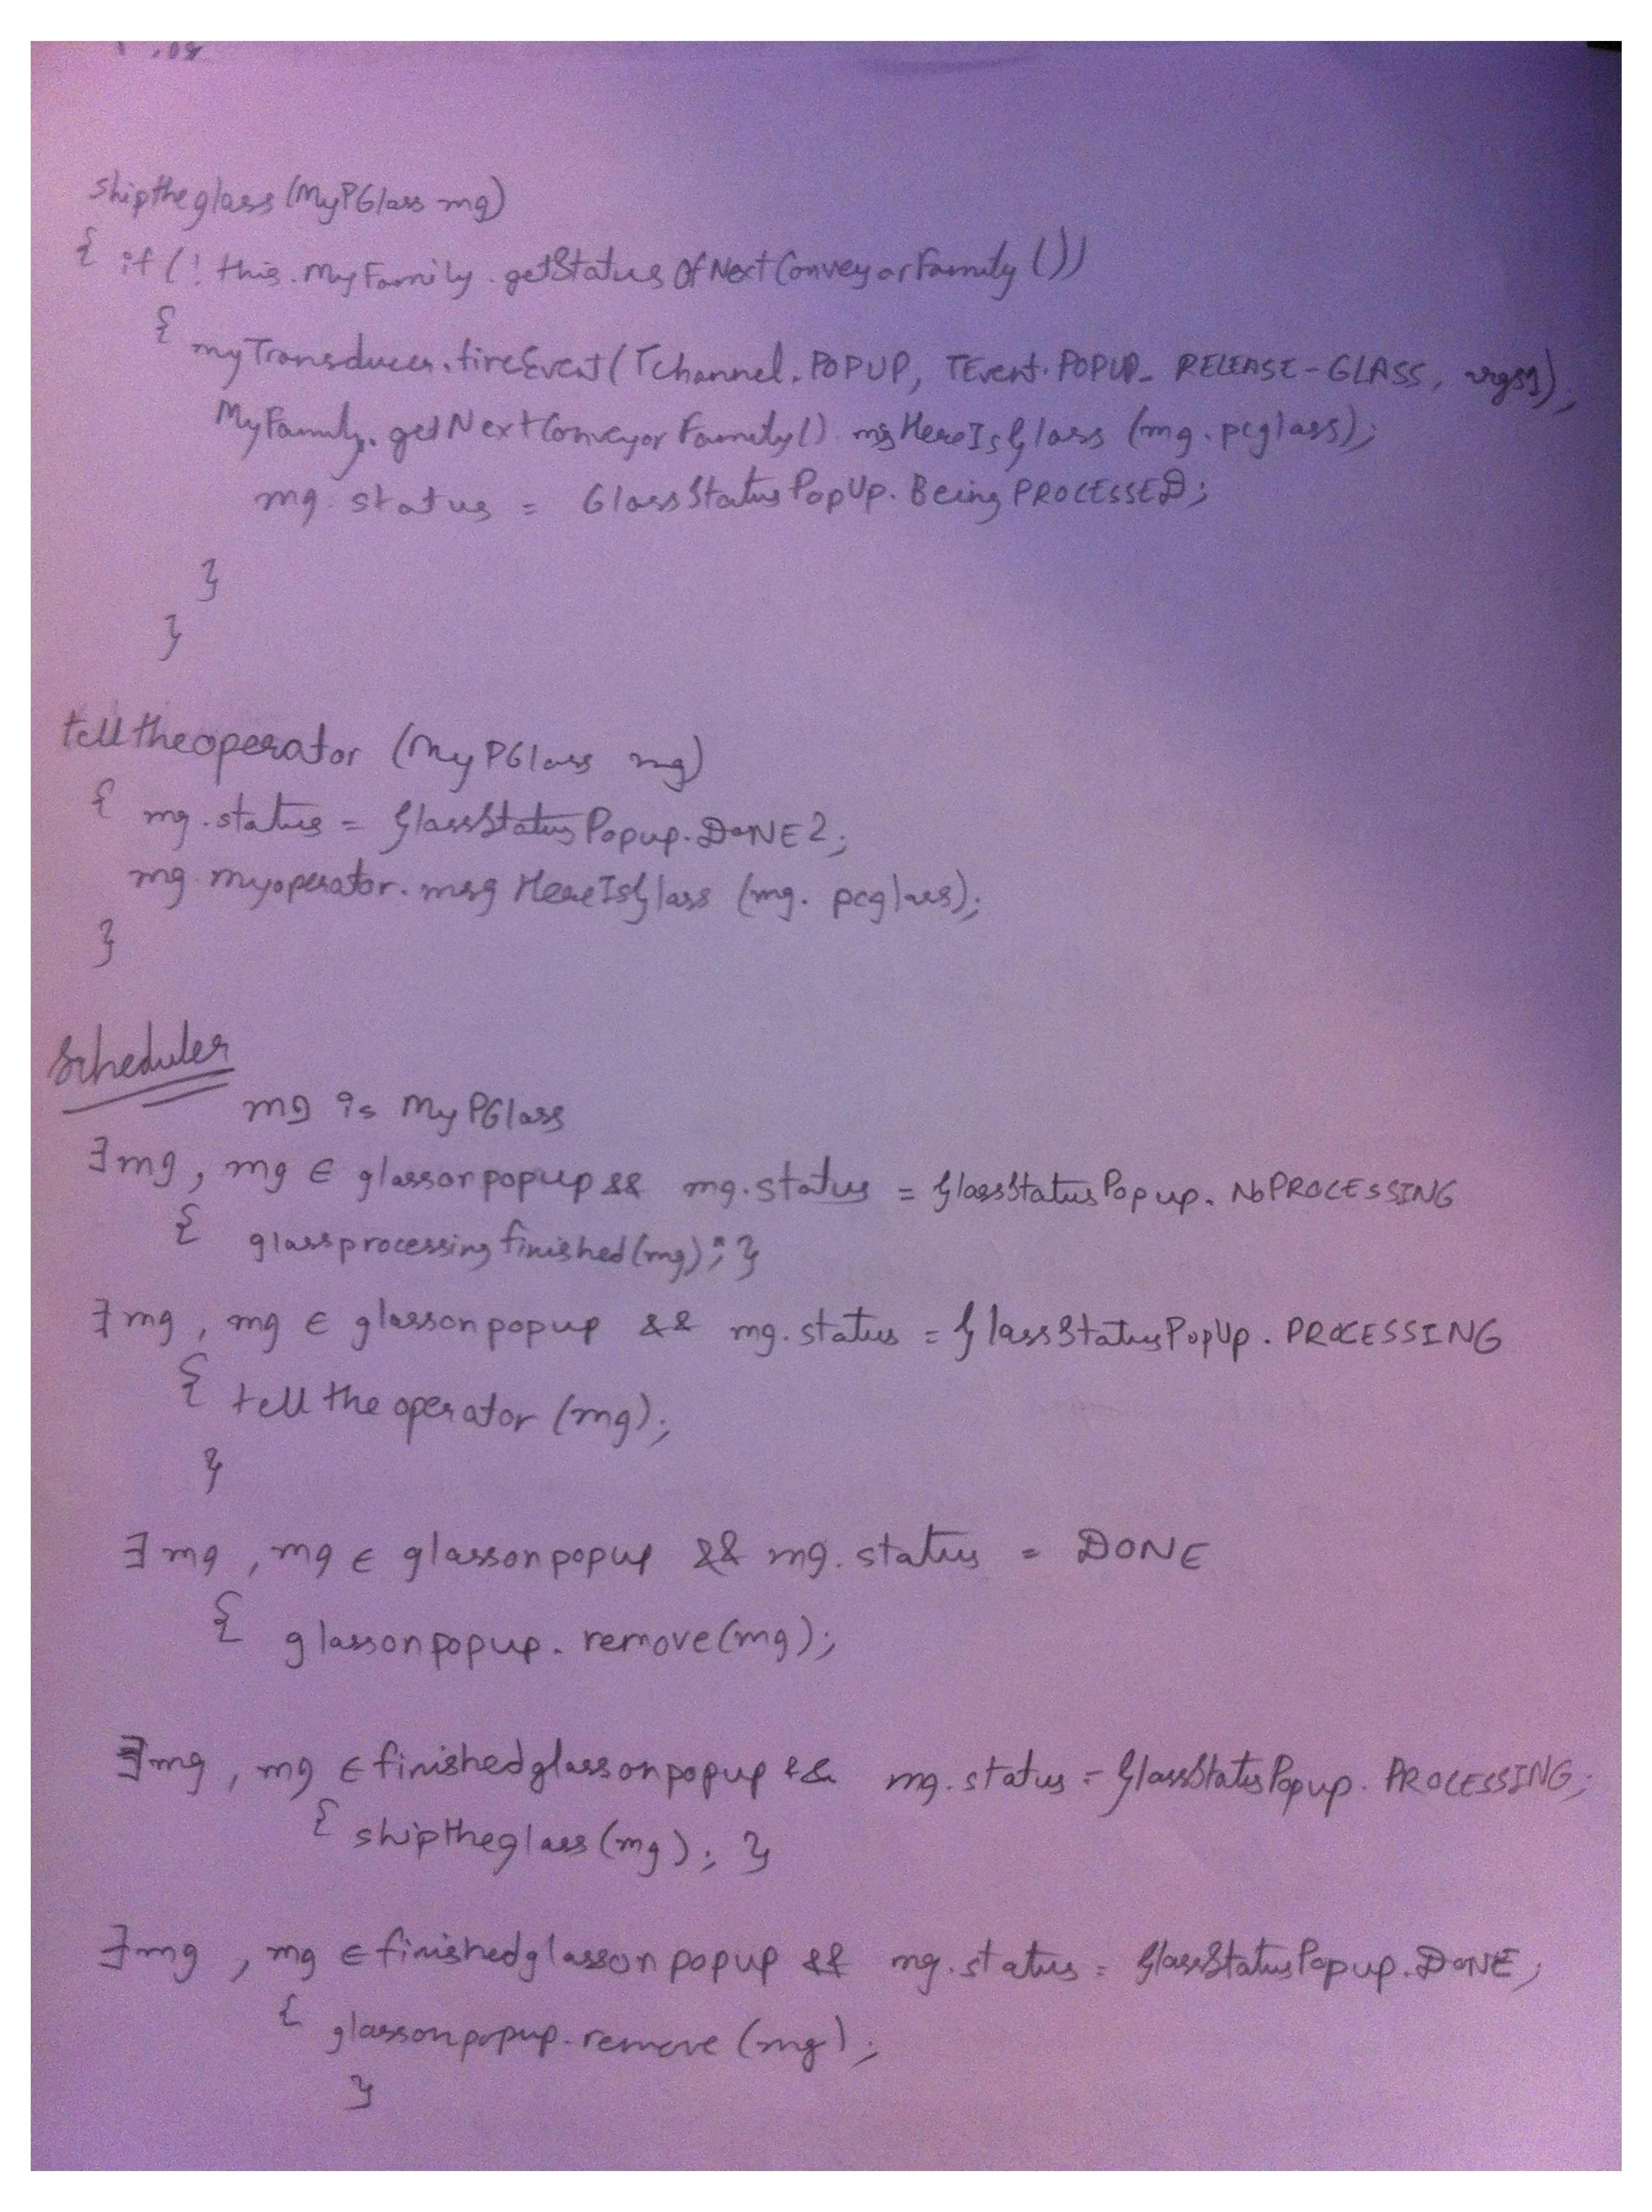 shiptheglass (MyPGlass mg)
{ if (! this.MyFamily.getStatusOfNextConveyorFamily ())
{ myTransducer.fireEvent (TChannel.POPUP, TEvent.POPUP_RELEASE-GLASS, args1);
MyFamily.getNextConveyorFamily() msgHereIsGlass (mg.pcglass);
mg.status = GlassStatusPopUp.BeingPROCESSED;
}
}
telltheoperator (MyPGlass mg)
{ mg.status = GlassStatusPopup.DONE2;
mg.myoperator.msgHereIsGlass (mg.pcglass);
}
Scheduler
mg is MyPGlass
∃mg, mg ∈ glassonpopup && mg.status = GlassStatusPopup.NoPROCESSING
{ glassprocessingfinished(mg); }
∃mg, mg ∈ glassonpopup && mg.status = GlassStatusPopUp.PROCESSING
{ telltheoperator (mg);
}
∃mg, mg ∈ glassonpopup && mg.status = DONE
{ glassonpopup.remove(mg);
∃mg, mg ∈ finishedglassonpopup && mg.status = GlassStatusPopup.PROCESSING;
{ shiptheglass(mg); }
∃mg, mg ∈ finishedglassonpopup && mg.status = GlassStatusPopup.DONE;
{ glassonpopup.remove (mg);
}